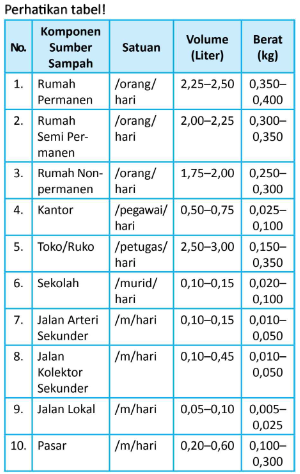 Perhatikan tabel!
No. Komponen Sumber Sampah Satuan Volume (Liter) Berat (kg)
1. Rumah Permanen /orang/hari 2,25–2,50 0,350–0,400
2. Rumah Semi Per-manen /orang/hari 2,00–2,25 0,300–0,350
3. Rumah Non-permanen /orang/hari 1,75–2,00 0,250–0,300
4. Kantor /pegawai/hari 0,50–0,75 0,025–0,100
5. Toko/Ruko /petugas/hari 2,50–3,00 0,150–0,350
6. Sekolah /murid/hari 0,10–0,15 0,020–0,100
7. Jalan Arteri Sekunder /m/hari 0,10–0,15 0,010–0,050
8. Jalan Kolektor Sekunder /m/hari 0,10–0,45 0,010–0,050
9. Jalan Lokal /m/hari 0,05–0,10 0,005–0,025
10. Pasar /m/hari 0,20–0,60 0,100–0,300